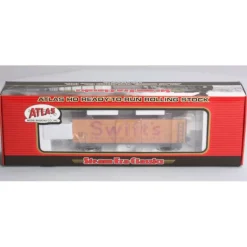 ATLAS HO READY-TO-RUN ROLLING STOCK
ATLAS
Swift's
Steam Era Classics